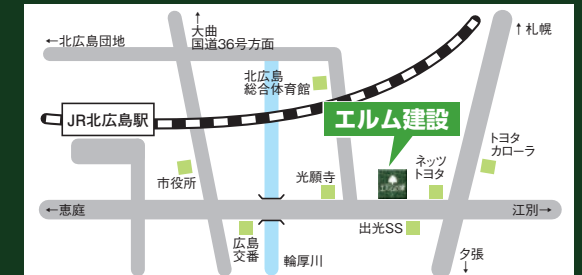 ↑
大曲
国道36号方面
↑札幌
←北広島団地
北広島
総合体育館
JR北広島駅
エルム建設
トヨタ
カローラ
ネッツ
トヨタ
市役所
光願寺
←恵庭
江別→
広島
交番
出光SS
輪厚川
夕張
↓